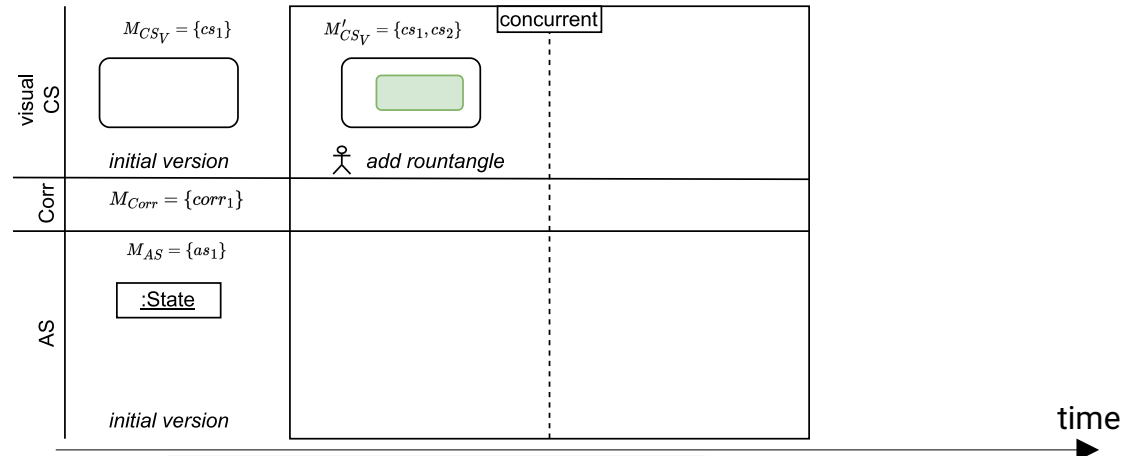 concurrent
M_{CS_V} = {cs_1}
M'_{CS_V} = {cs_1, cs_2}
visual
CS
initial version
add rountangle
Corr
M_{Corr} = {corr_1}
M_{AS} = {as_1}
:State
AS
initial version
time